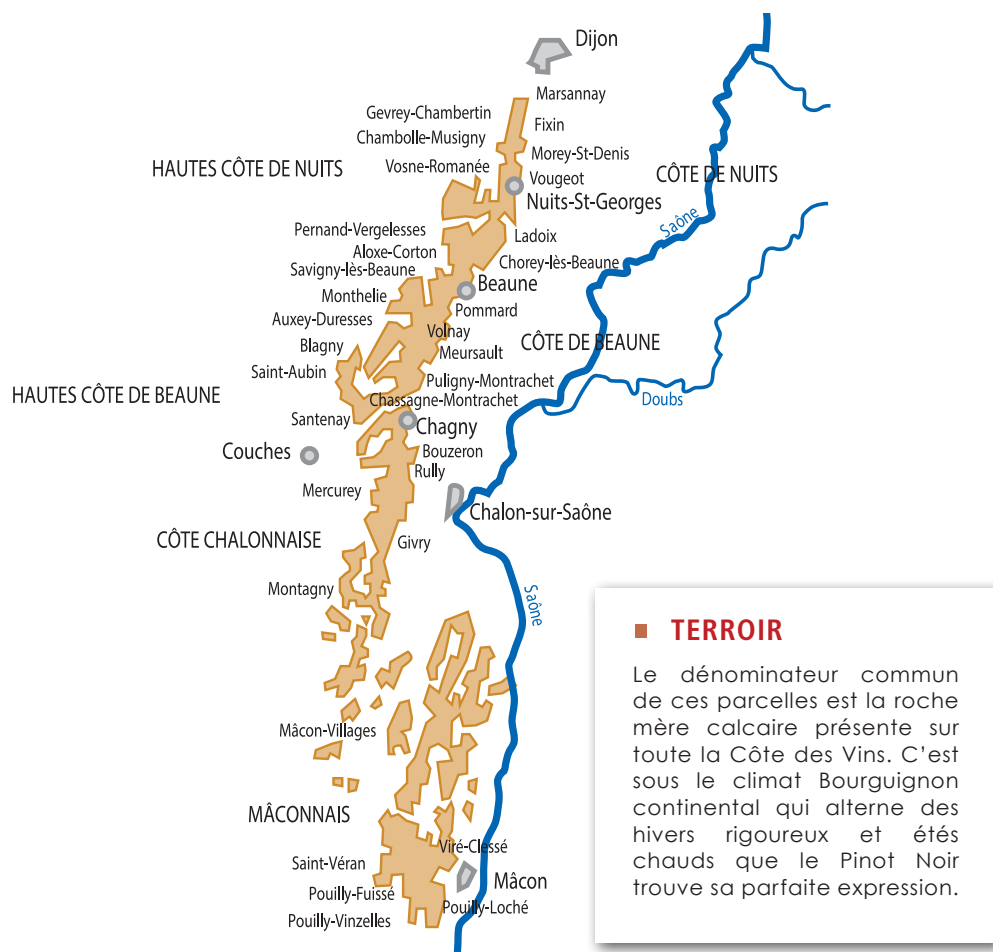 Dijon
Marsannay
Gevrey-Chambertin
Fixin
Chambolle-Musigny
Morey-St-Denis
HAUTES CÔTE DE NUITS
Vosne-Romanée
CÔTE DE NUITS
Vougeot
Nuits-St-Georges
Saône
Pernand-Vergelesses
Ladoix
Aloxe-Corton
Chorey-lès-Beaune
Savigny-lès-Beaune
Beaune
Monthelie
Pommard
Auxey-Duresses
Volnay
CÔTE DE BEAUNE
Blagny
Meursault
Saint-Aubin
Puligny-Montrachet
HAUTES CÔTE DE BEAUNE
Chassagne-Montrachet
Doubs
Santenay
Chagny
Couches
Bouzeron
Rully
Mercurey
Chalon-sur-Saône
CÔTE CHALONNAISE
Givry
Montagny
Saône
Mâcon-Villages
MÂCONNAIS
Viré-Clessé
Saint-Véran
Mâcon
Pouilly-Fuissé
Pouilly-Loché
Pouilly-Vinzelles
TERROIR
Le dénominateur commun
de ces parcelles est la roche
mère calcaire présente sur
toute la Côte des Vins. C'est
sous le climat Bourguignon
continental qui alterne des
hivers rigoureux et étés
chauds que le Pinot Noir
trouve sa parfaite expression.